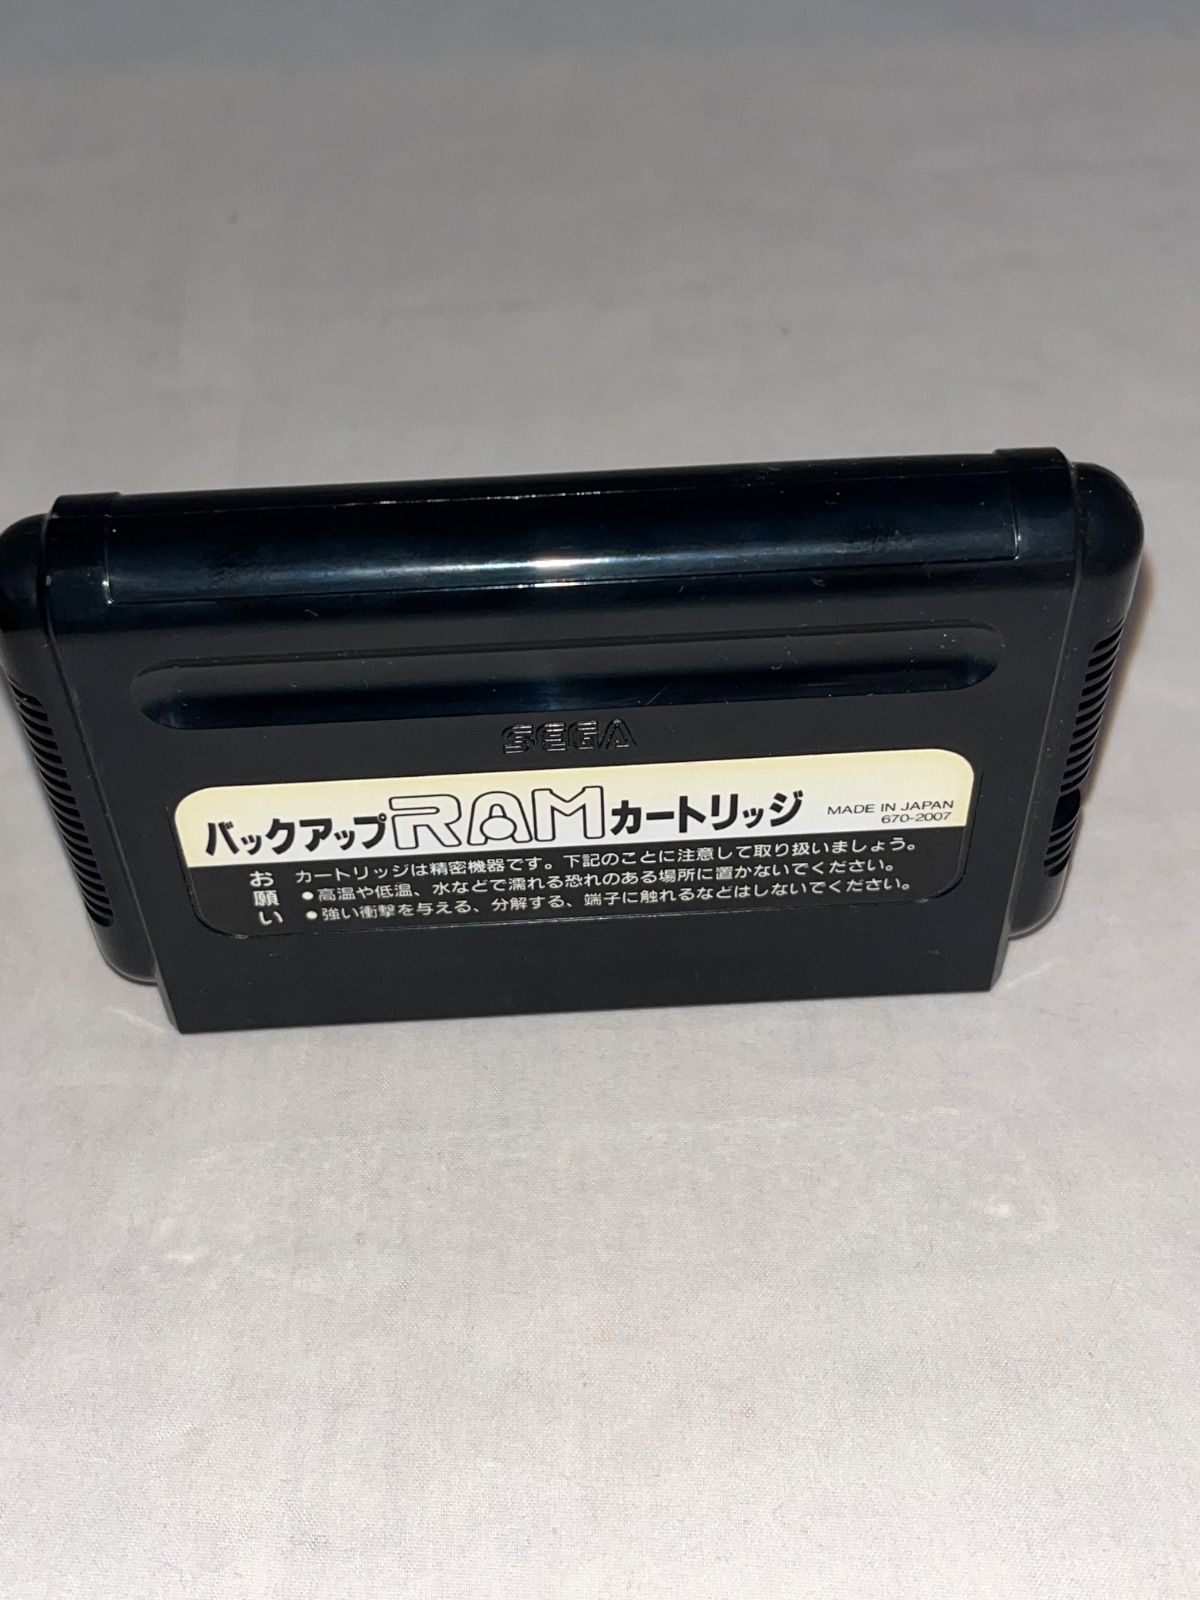 SEGA
バックアップRAMカートリッジ
MADE IN JAPAN
670-2007
お願い
カートリッジは精密機器です。下記のことに注意して取り扱いましょう。
●高温や低温、水などで濡れる恐れのある場所に置かないでください。
●強い衝撃を与える、分解する、端子に触れるなどはしないでください。